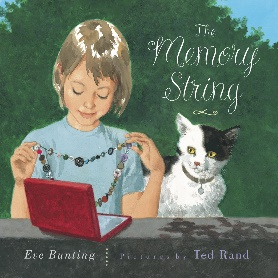 The
Memory
String
Eve Bunting Pictures by Ted Rand